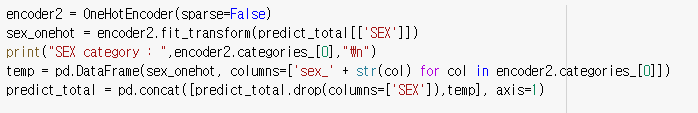 encoder2 = OneHotEncoder(sparse=False)
sex_onehot = encoder2.fit_transform(predict_total[['SEX']])
print("SEX category : ",encoder2.categories_[0],"₩n")
temp = pd.DataFrame(sex_onehot, columns=['sex_' + str(col) for col in encoder2.categories_[0]])
predict_total = pd.concat([predict_total.drop(columns=['SEX']),temp], axis=1)